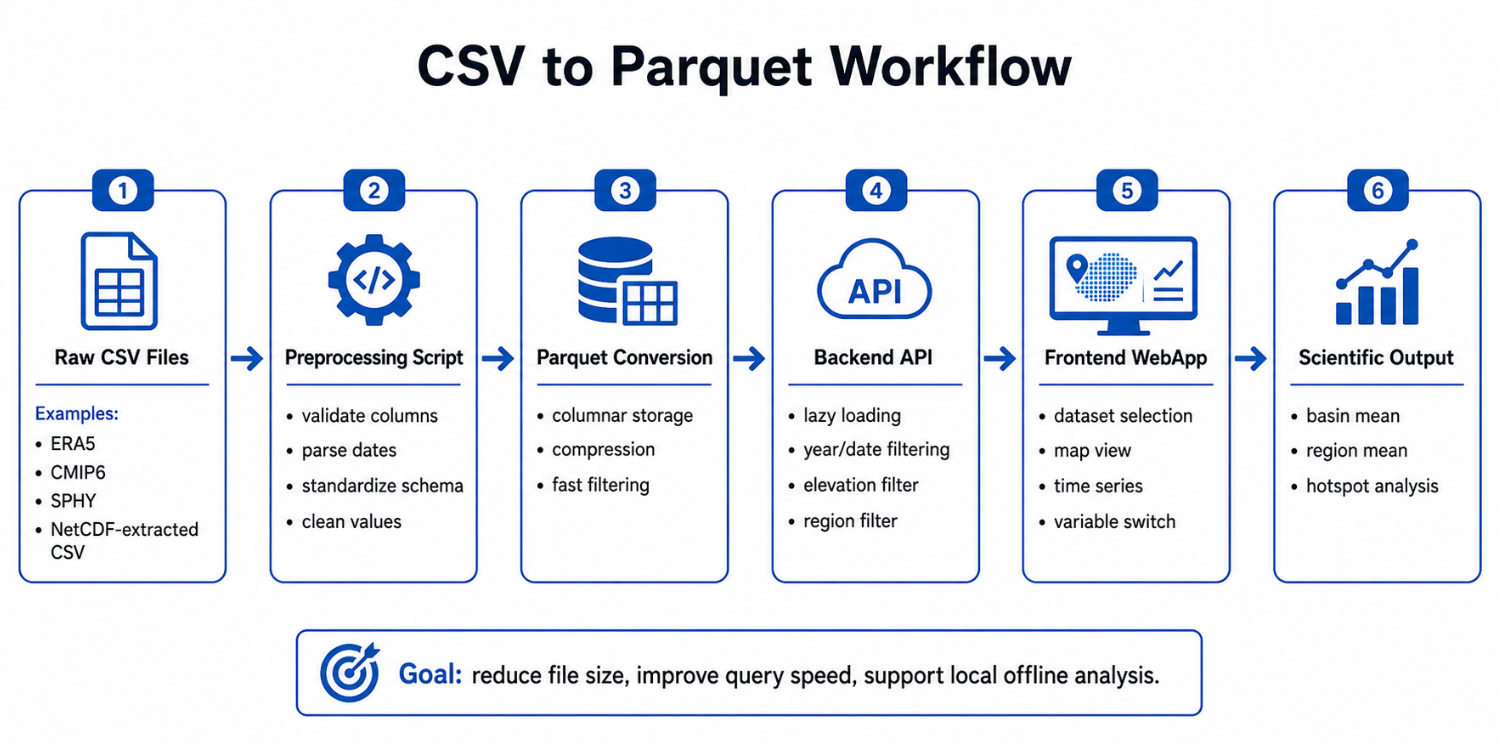 CSV to Parquet Workflow
1
Raw CSV Files
Examples:
• ERA5
• CMIP6
• SPHY
• NetCDF-extracted
CSV
2
</>
Preprocessing Script
• validate columns
• parse dates
• standardize schema
• clean values
3
Parquet Conversion
• columnar storage
• compression
• fast filtering
4
API
Backend API
• lazy loading
• year/date filtering
• elevation filter
• region filter
5
Frontend WebApp
• dataset selection
• map view
• time series
• variable switch
6
Scientific Output
• basin mean
• region mean
• hotspot analysis
Goal: reduce file size, improve query speed, support local offline analysis.